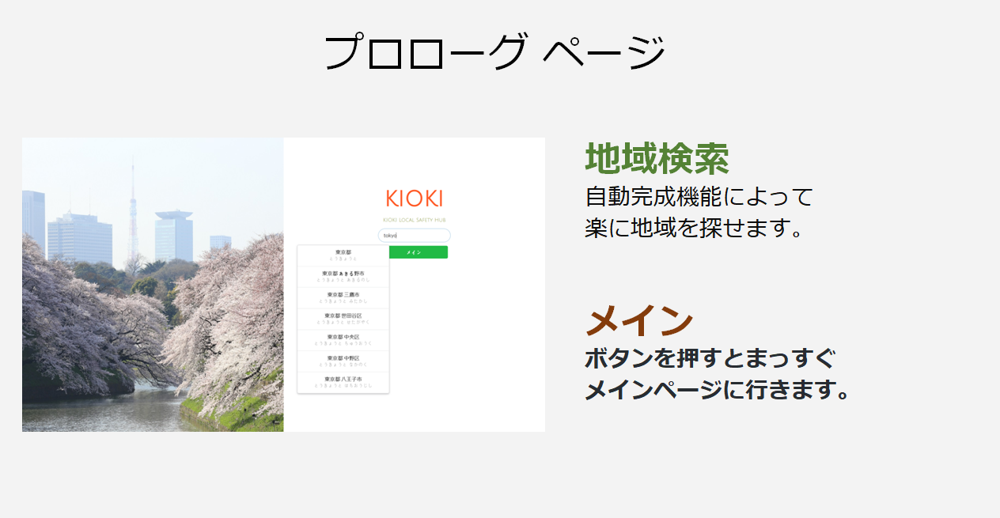 プロローグ ページ
KIOKI
KIOKI LOCAL SAFETY HUB
tokyo
メイン
東京都
とうきょうと
東京都 あきる野市
とうきょうと あきるのし
東京都 三鷹市
とうきょうと みたかし
東京都 世田谷区
とうきょうと せたがやく
東京都 中央区
とうきょうと ちゅうおうく
東京都 中野区
とうきょうと なかのく
東京都 八王子市
とうきょうと はちおうじし
地域検索
自動完成機能によって
楽に地域を探せます。
メイン
ボタンを押すとまっすぐ
メインページに行きます。